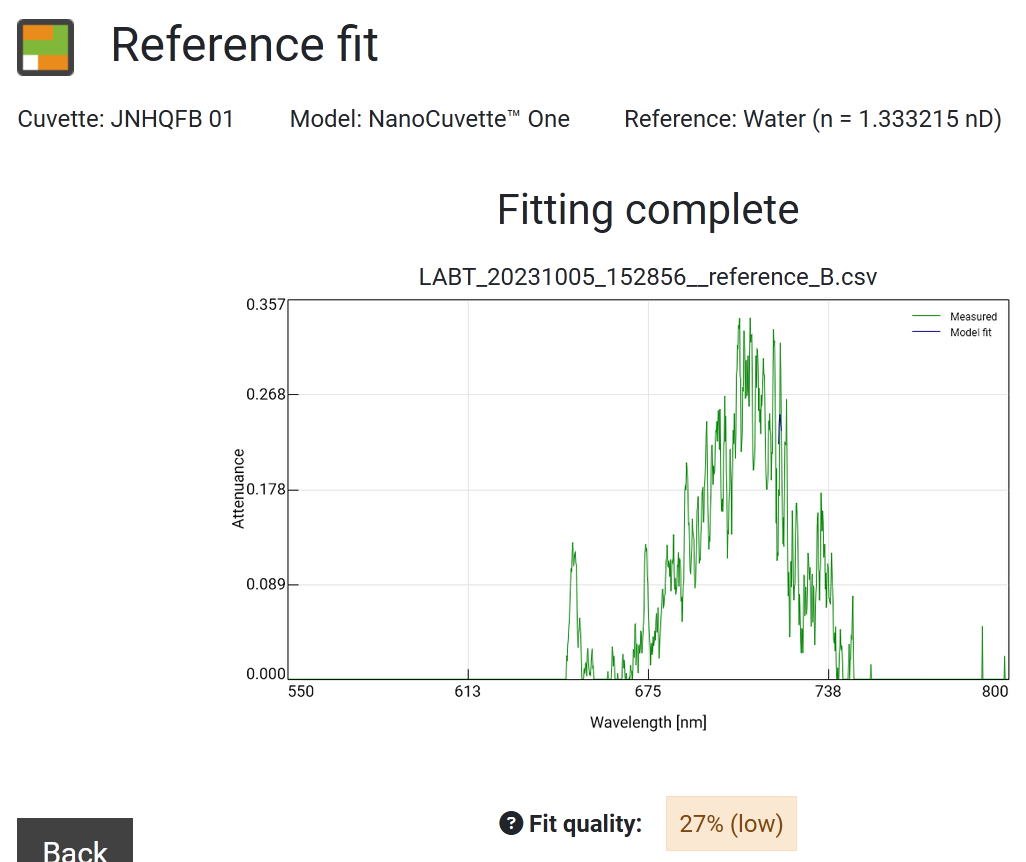 Reference fit
Cuvette: JNHQFB 01 Model: NanoCuvette™ One Reference: Water (n = 1.333215 nD)
Fitting complete
LABT_20231005_152856__reference_B.csv
0.357
Measured
Model fit
0.268
0.178
Attenuance
0.089
0.000
550 613 675 738 800
Wavelength [nm]
? Fit quality: 27% (low)
Back